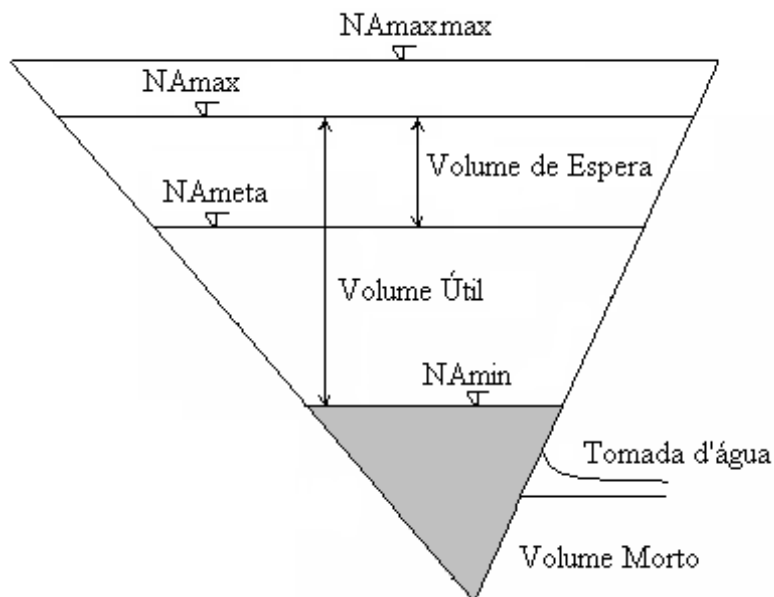 NAmaxmax
NAmax
Volume de Espera
NAmeta
Volume Útil
NAmin
Tomada d'água
Volume Morto